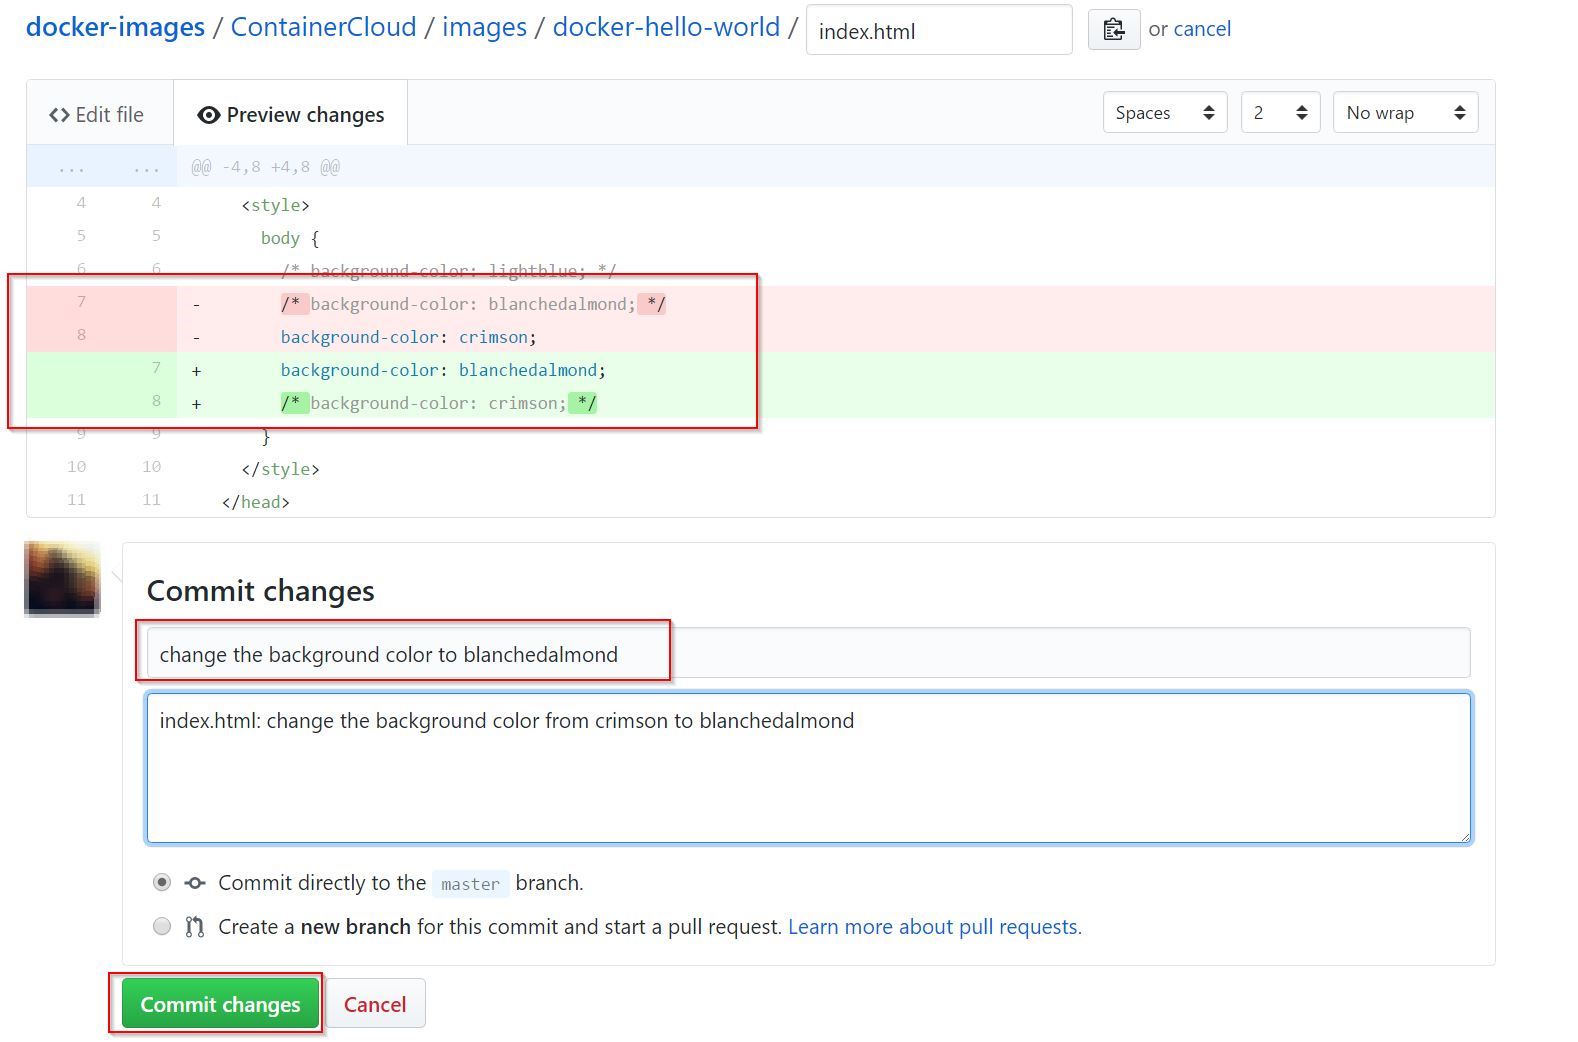 docker-images / ContainerCloud / images / docker-hello-world / index.html or cancel
<> Edit file Preview changes Spaces 2 No wrap
... ... @@ -4,8 +4,8 @@
4 4 <style>
5 5 body {
6 6 /* background-color: lightblue; */
7 - /* background-color: blanchedalmond; */
8 - background-color: crimson;
7 + background-color: blanchedalmond;
8 + /* background-color: crimson; */
9 9 }
10 10 </style>
11 11 </head>
Commit changes
change the background color to blanchedalmond
index.html: change the background color from crimson to blanchedalmond
Commit directly to the master branch.
Create a new branch for this commit and start a pull request. Learn more about pull requests.
Commit changes Cancel